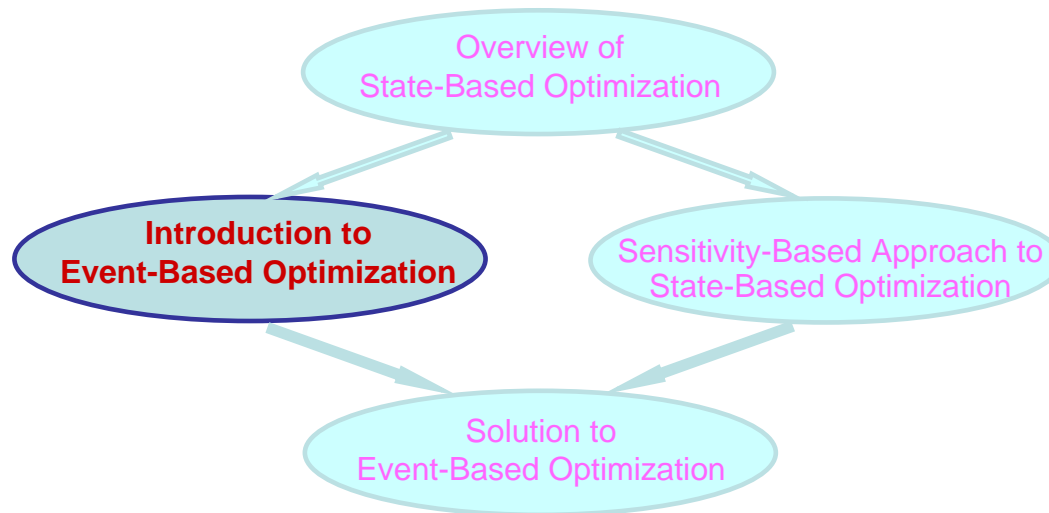 Overview of
State-Based Optimization
Introduction to
Event-Based Optimization
Sensitivity-Based Approach to
State-Based Optimization
Solution to
Event-Based Optimization